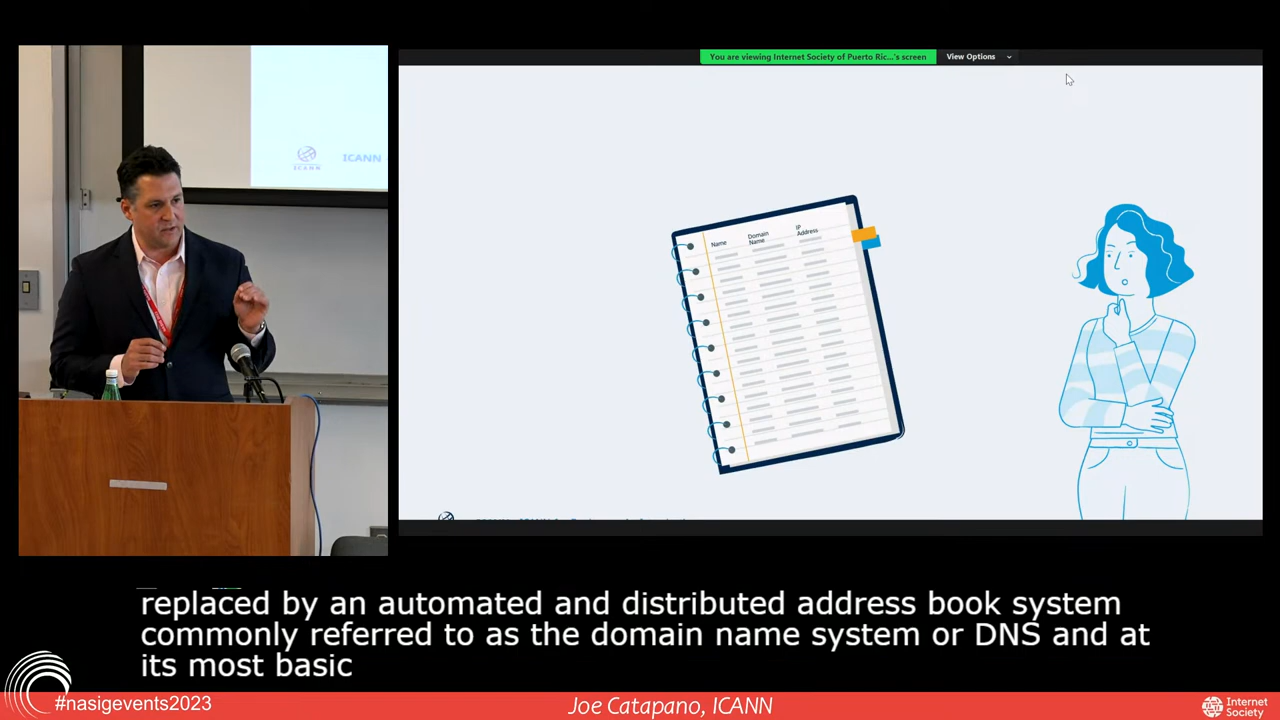 You are viewing Internet Society of Puerto Ric...'s screen
View Options
ICANN
ICANN
Name
Domain
Name
IP
Address
replaced by an automated and distributed address book system
commonly referred to as the domain name system or DNS and at
its most basic
#nasigevents2023
Joe Catapano, ICANN
Internet
Society